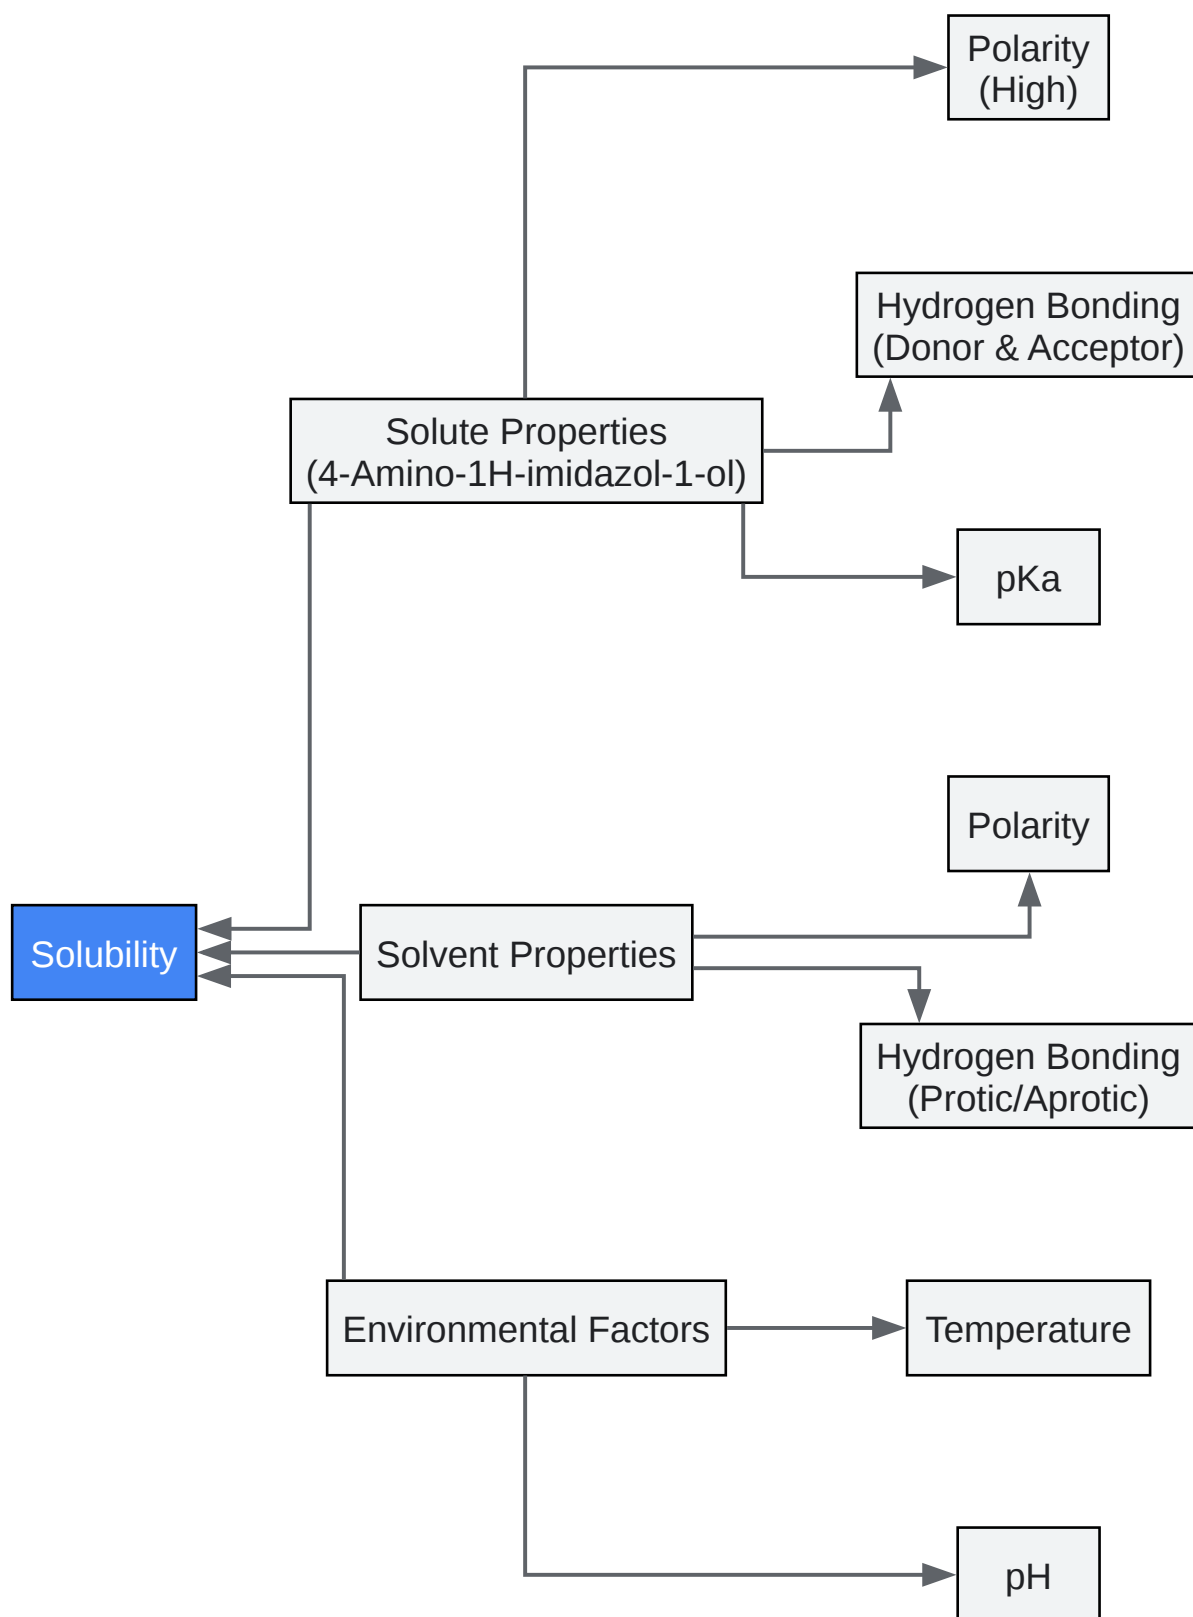 Polarity
(High)
Hydrogen Bonding
(Donor & Acceptor)
Solute Properties
(4-Amino-1H-imidazol-1-ol)
pKa
Polarity
Solubility
Solvent Properties
Hydrogen Bonding
(Protic/Aprotic)
Environmental Factors
Temperature
pH